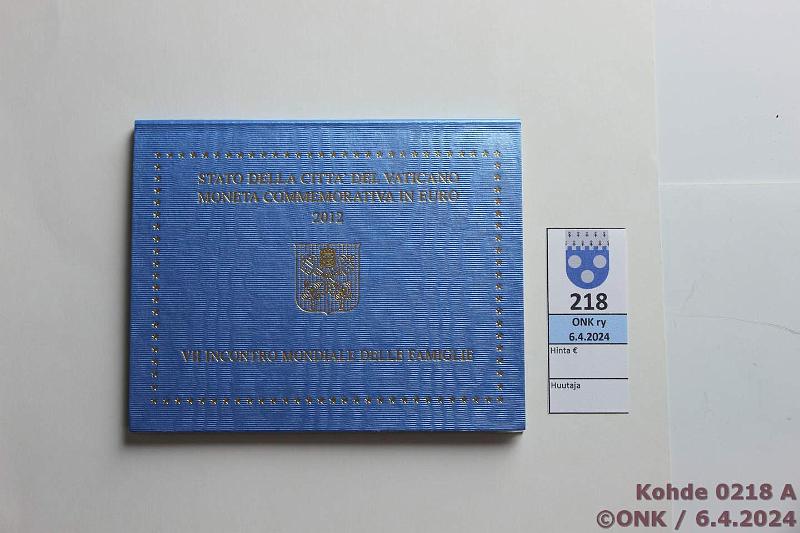 STATO DELLA CITTA' DEL VATICANO
MONETA COMMEMORATIVA IN EURO
2012
VII INCONTRO MONDIALE DELLE FAMIGLIE
218
ONK ry
6.4.2024
Hinta €
Huutaja
Kohde 0218 A
©ONK / 6.4.2024